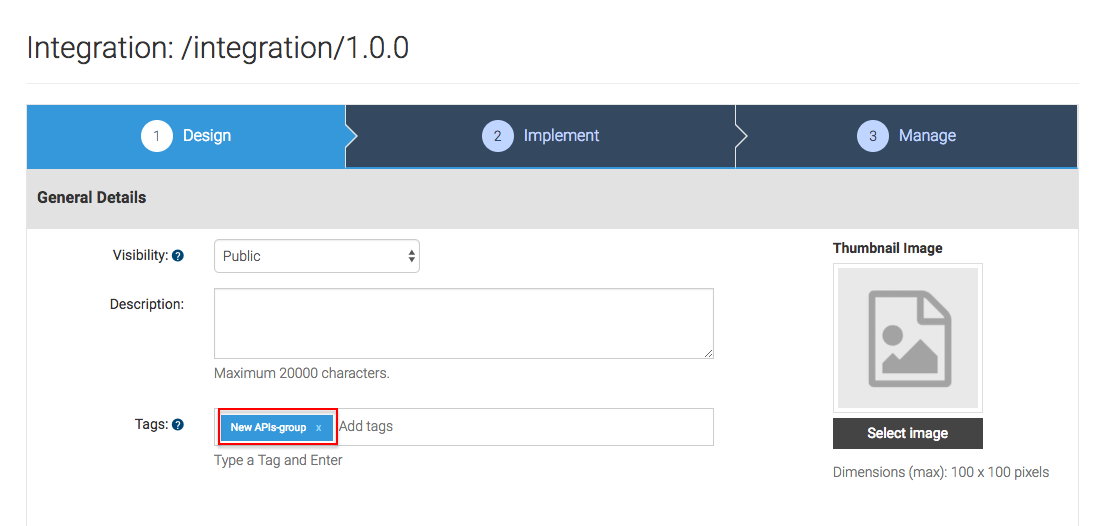 Integration: /integration/1.0.0
1 Design
2 Implement
3 Manage
General Details
Visibility: ?
Public
Thumbnail Image
Description:
Maximum 20000 characters.
Tags: ?
New APIs-group x
Add tags
Type a Tag and Enter
Select image
Dimensions (max): 100 x 100 pixels